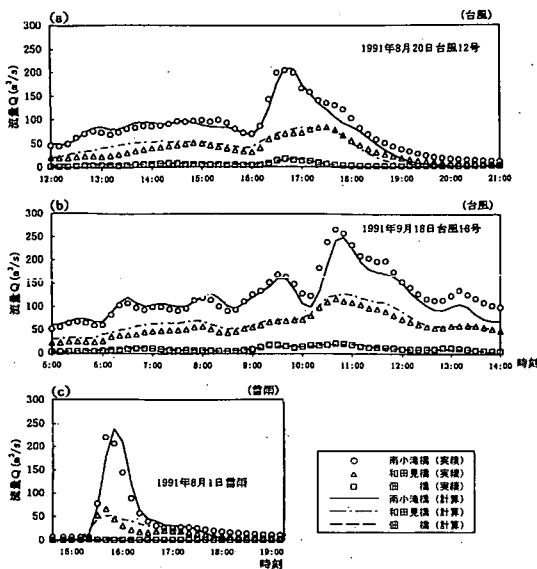 (a)
(台風)
1991年8月20日台風12号
流量Q(m³/s)
300
250
200
150
100
50
0
12:00 13:00 14:00 15:00 16:00 17:00 18:00 19:00 20:00 21:00
(b)
(台風)
1991年9月18日台風18号
流量Q(m³/s)
300
250
200
150
100
50
0
6:00 7:00 8:00 9:00 10:00 11:00 12:00 13:00 14:00
時刻
(c)
(雷雨)
1991年8月1日雷雨
流量Q(m³/s)
300
250
200
150
100
50
0
15:00 16:00 17:00 18:00 19:00
時刻
南小滝橋(実績)
和田見橋(実績)
佃 橋(実績)
南小滝橋(計算)
和田見橋(計算)
佃 橋(計算)